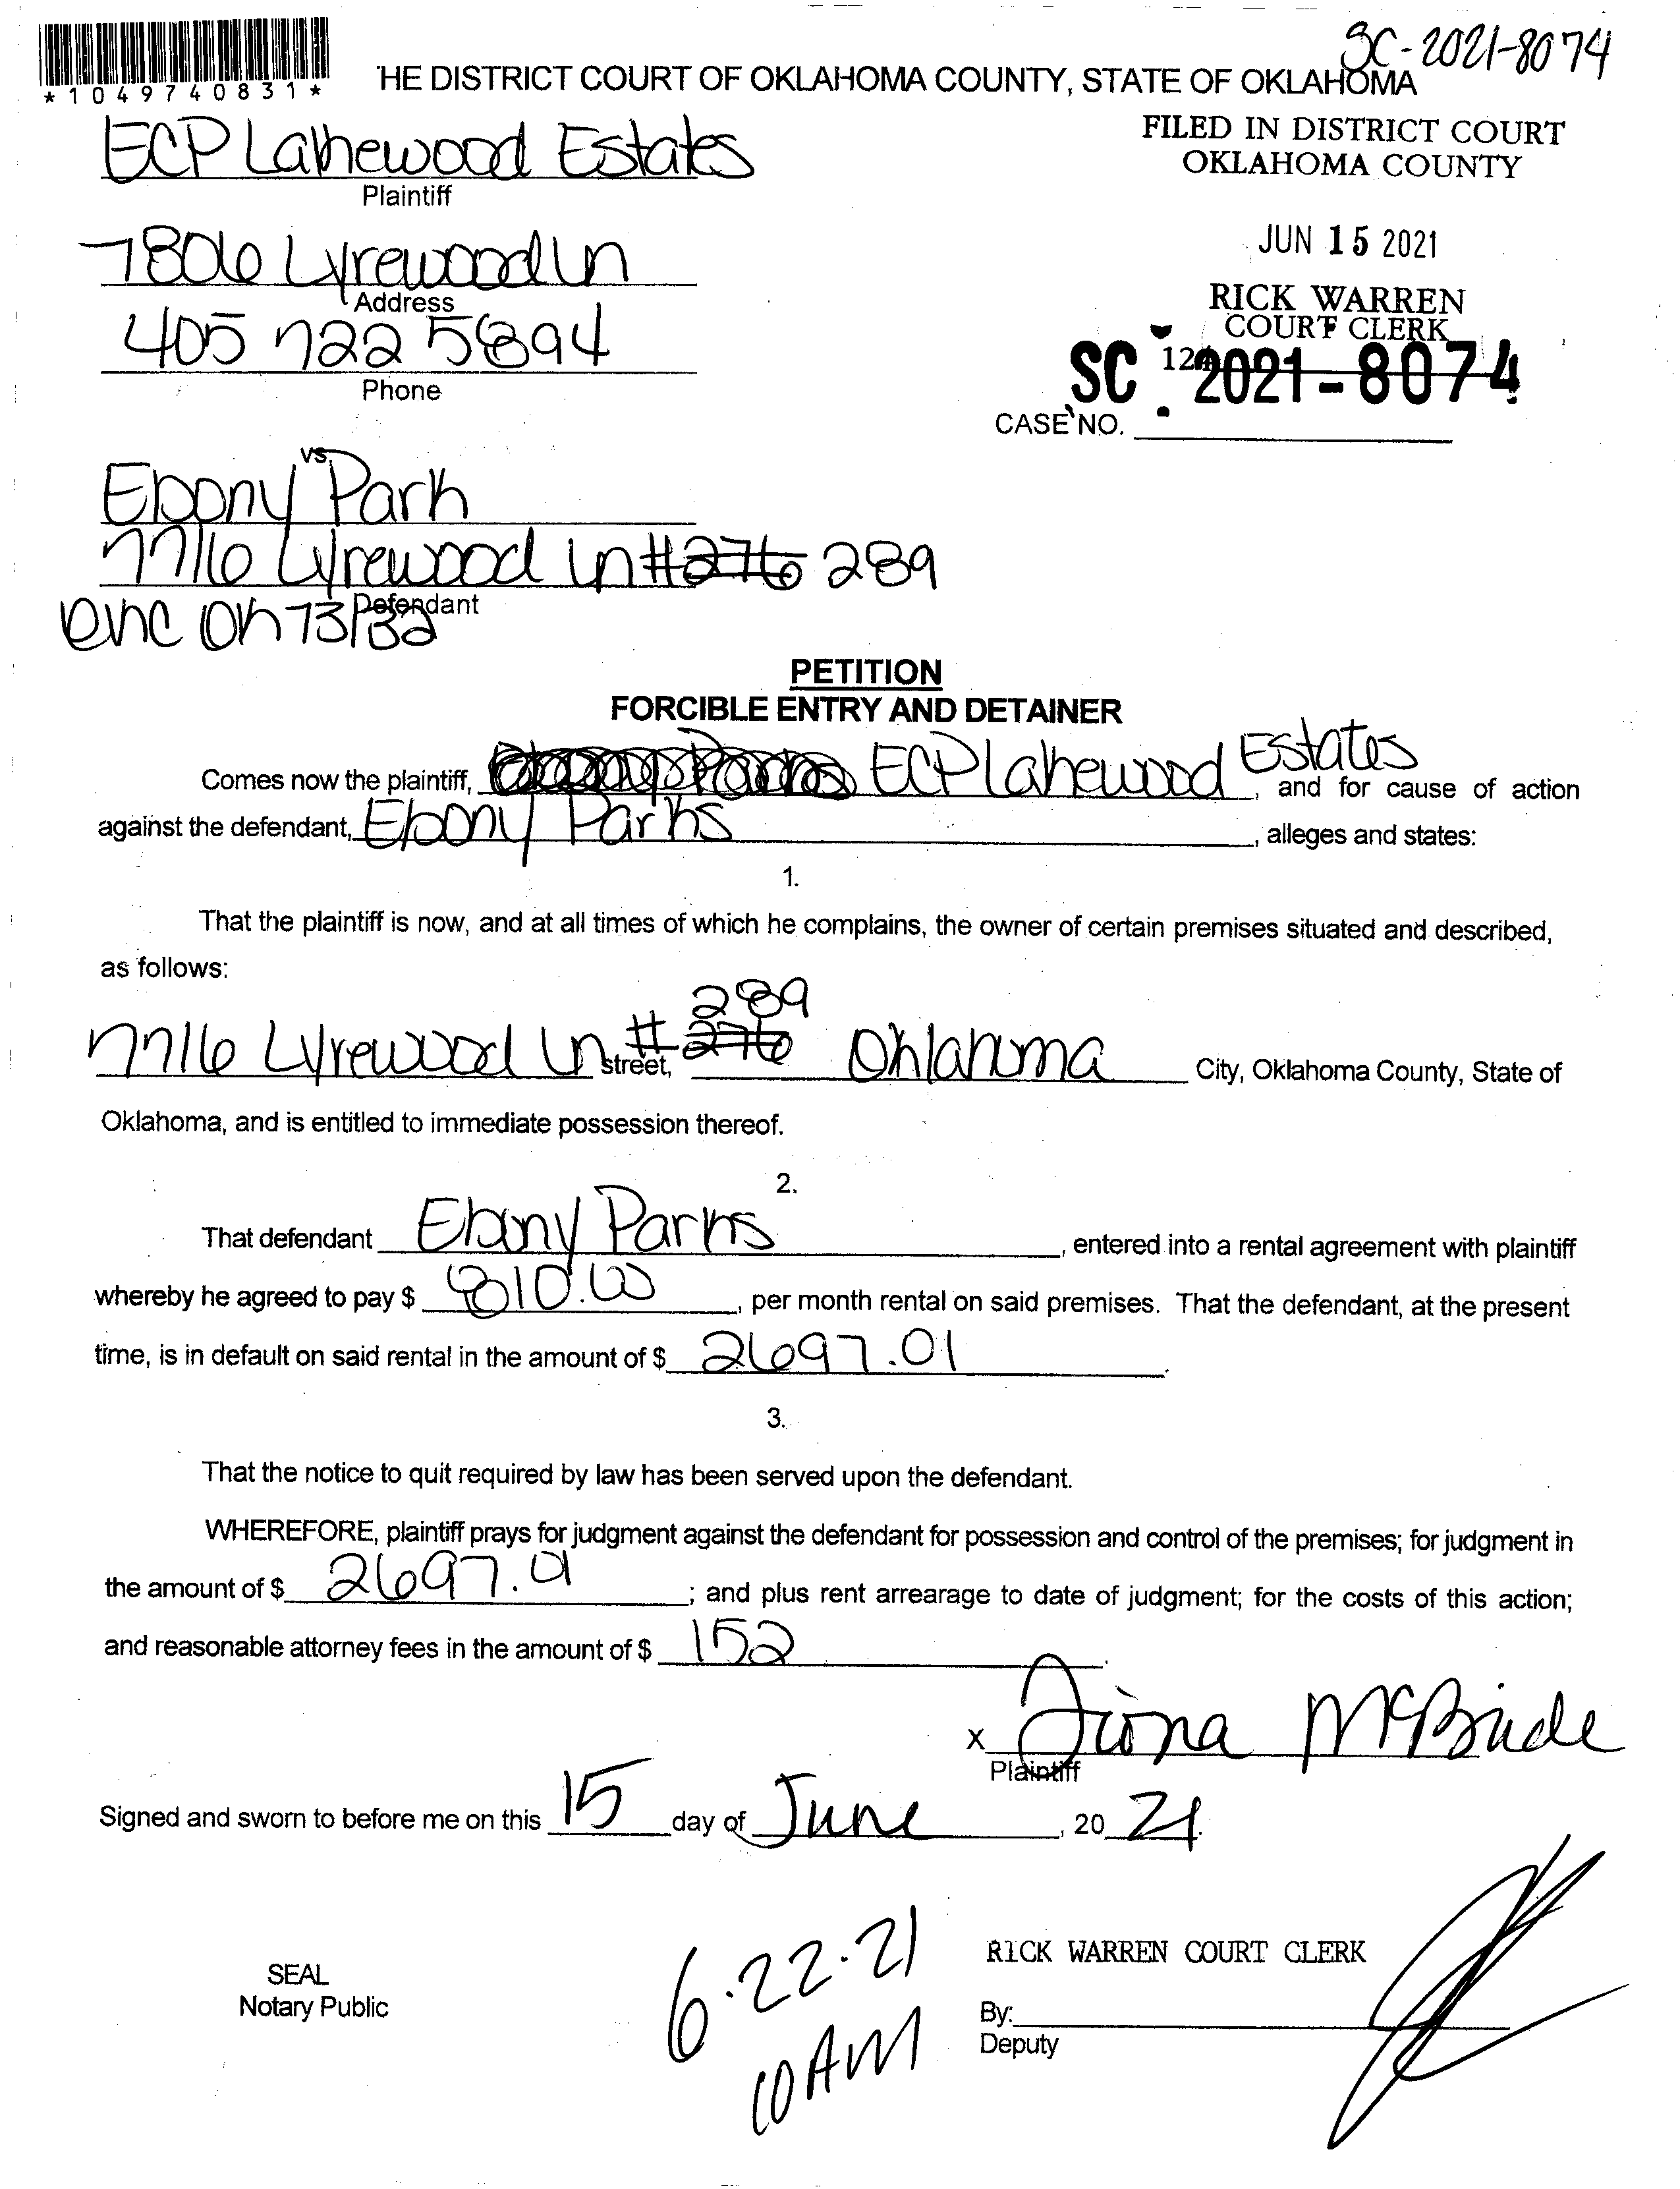 SC-2021-8074
*1049740831*
HE DISTRICT COURT OF OKLAHOMA COUNTY, STATE OF OKLAHOMA
ECP Lakewood Estates
Plaintiff
FILED IN DISTRICT COURT
OKLAHOMA COUNTY
7806 Lyrewood Ln
Address
JUN 15 2021
405 722 5894
Phone
RICK WARREN
COURT CLERK
124
SC 2021-8074
CASE NO.
vs.
Ebony Park
7716 Lyrewood Ln #276 289
Defendant
OKC OK 73132
PETITION
FORCIBLE ENTRY AND DETAINER
Comes now the plaintiff, ECP Lakewood Estates, and for cause of action
against the defendant, Ebony Parks, alleges and states:
1.
That the plaintiff is now, and at all times of which he complains, the owner of certain premises situated and described,
as follows:
289
7716 Lyrewood Ln street, #276 Oklahoma City, Oklahoma County, State of
Oklahoma, and is entitled to immediate possession thereof.
2.
That defendant Ebony Parks, entered into a rental agreement with plaintiff
whereby he agreed to pay $ 810.00, per month rental on said premises. That the defendant, at the present
time, is in default on said rental in the amount of $ 2697.01.
3.
That the notice to quit required by law has been served upon the defendant.
WHEREFORE, plaintiff prays for judgment against the defendant for possession and control of the premises; for judgment in
the amount of $ 2697.01; and plus rent arrearage to date of judgment; for the costs of this action;
and reasonable attorney fees in the amount of $ 152.
x Fiona McBride
Plaintiff
Signed and sworn to before me on this 15 day of June, 20 21.
SEAL
Notary Public
6.22.21
10 AM
RICK WARREN COURT CLERK
By:
Deputy